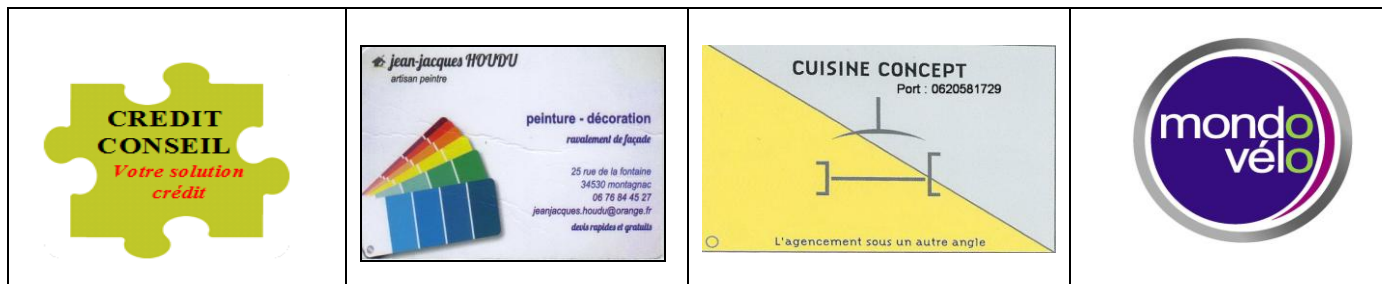 CREDIT
CONSEIL
Votre solution
crédit
jean-jacques HOUDU
artisan peintre
peinture - décoration
ravalement de façade
25 rue de la fontaine
34530 montagnac
06 76 84 45 27
jeanjacques.houdu@orange.fr
devis rapides et gratuits
CUISINE CONCEPT
Port : 0620581729
L'agencement sous un autre angle
mondo
vélo